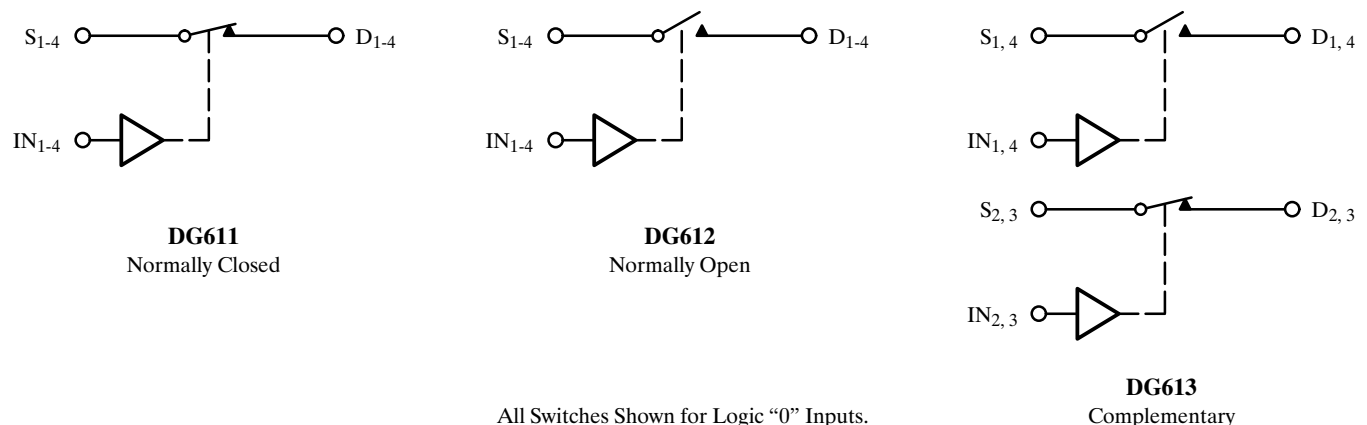 S1-4 D1-4
IN1-4
DG611
Normally Closed
S1-4 D1-4
IN1-4
DG612
Normally Open
S1, 4 D1, 4
IN1, 4
S2, 3 D2, 3
IN2, 3
DG613
Complementary
All Switches Shown for Logic “0” Inputs.